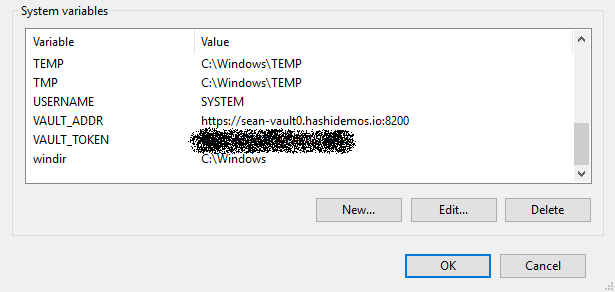 System variables
Variable Value
TEMP C:\Windows\TEMP
TMP C:\Windows\TEMP
USERNAME SYSTEM
VAULT_ADDR https://sean-vault0.hashidemos.io:8200
VAULT_TOKEN
windir C:\Windows
New... Edit... Delete
OK Cancel